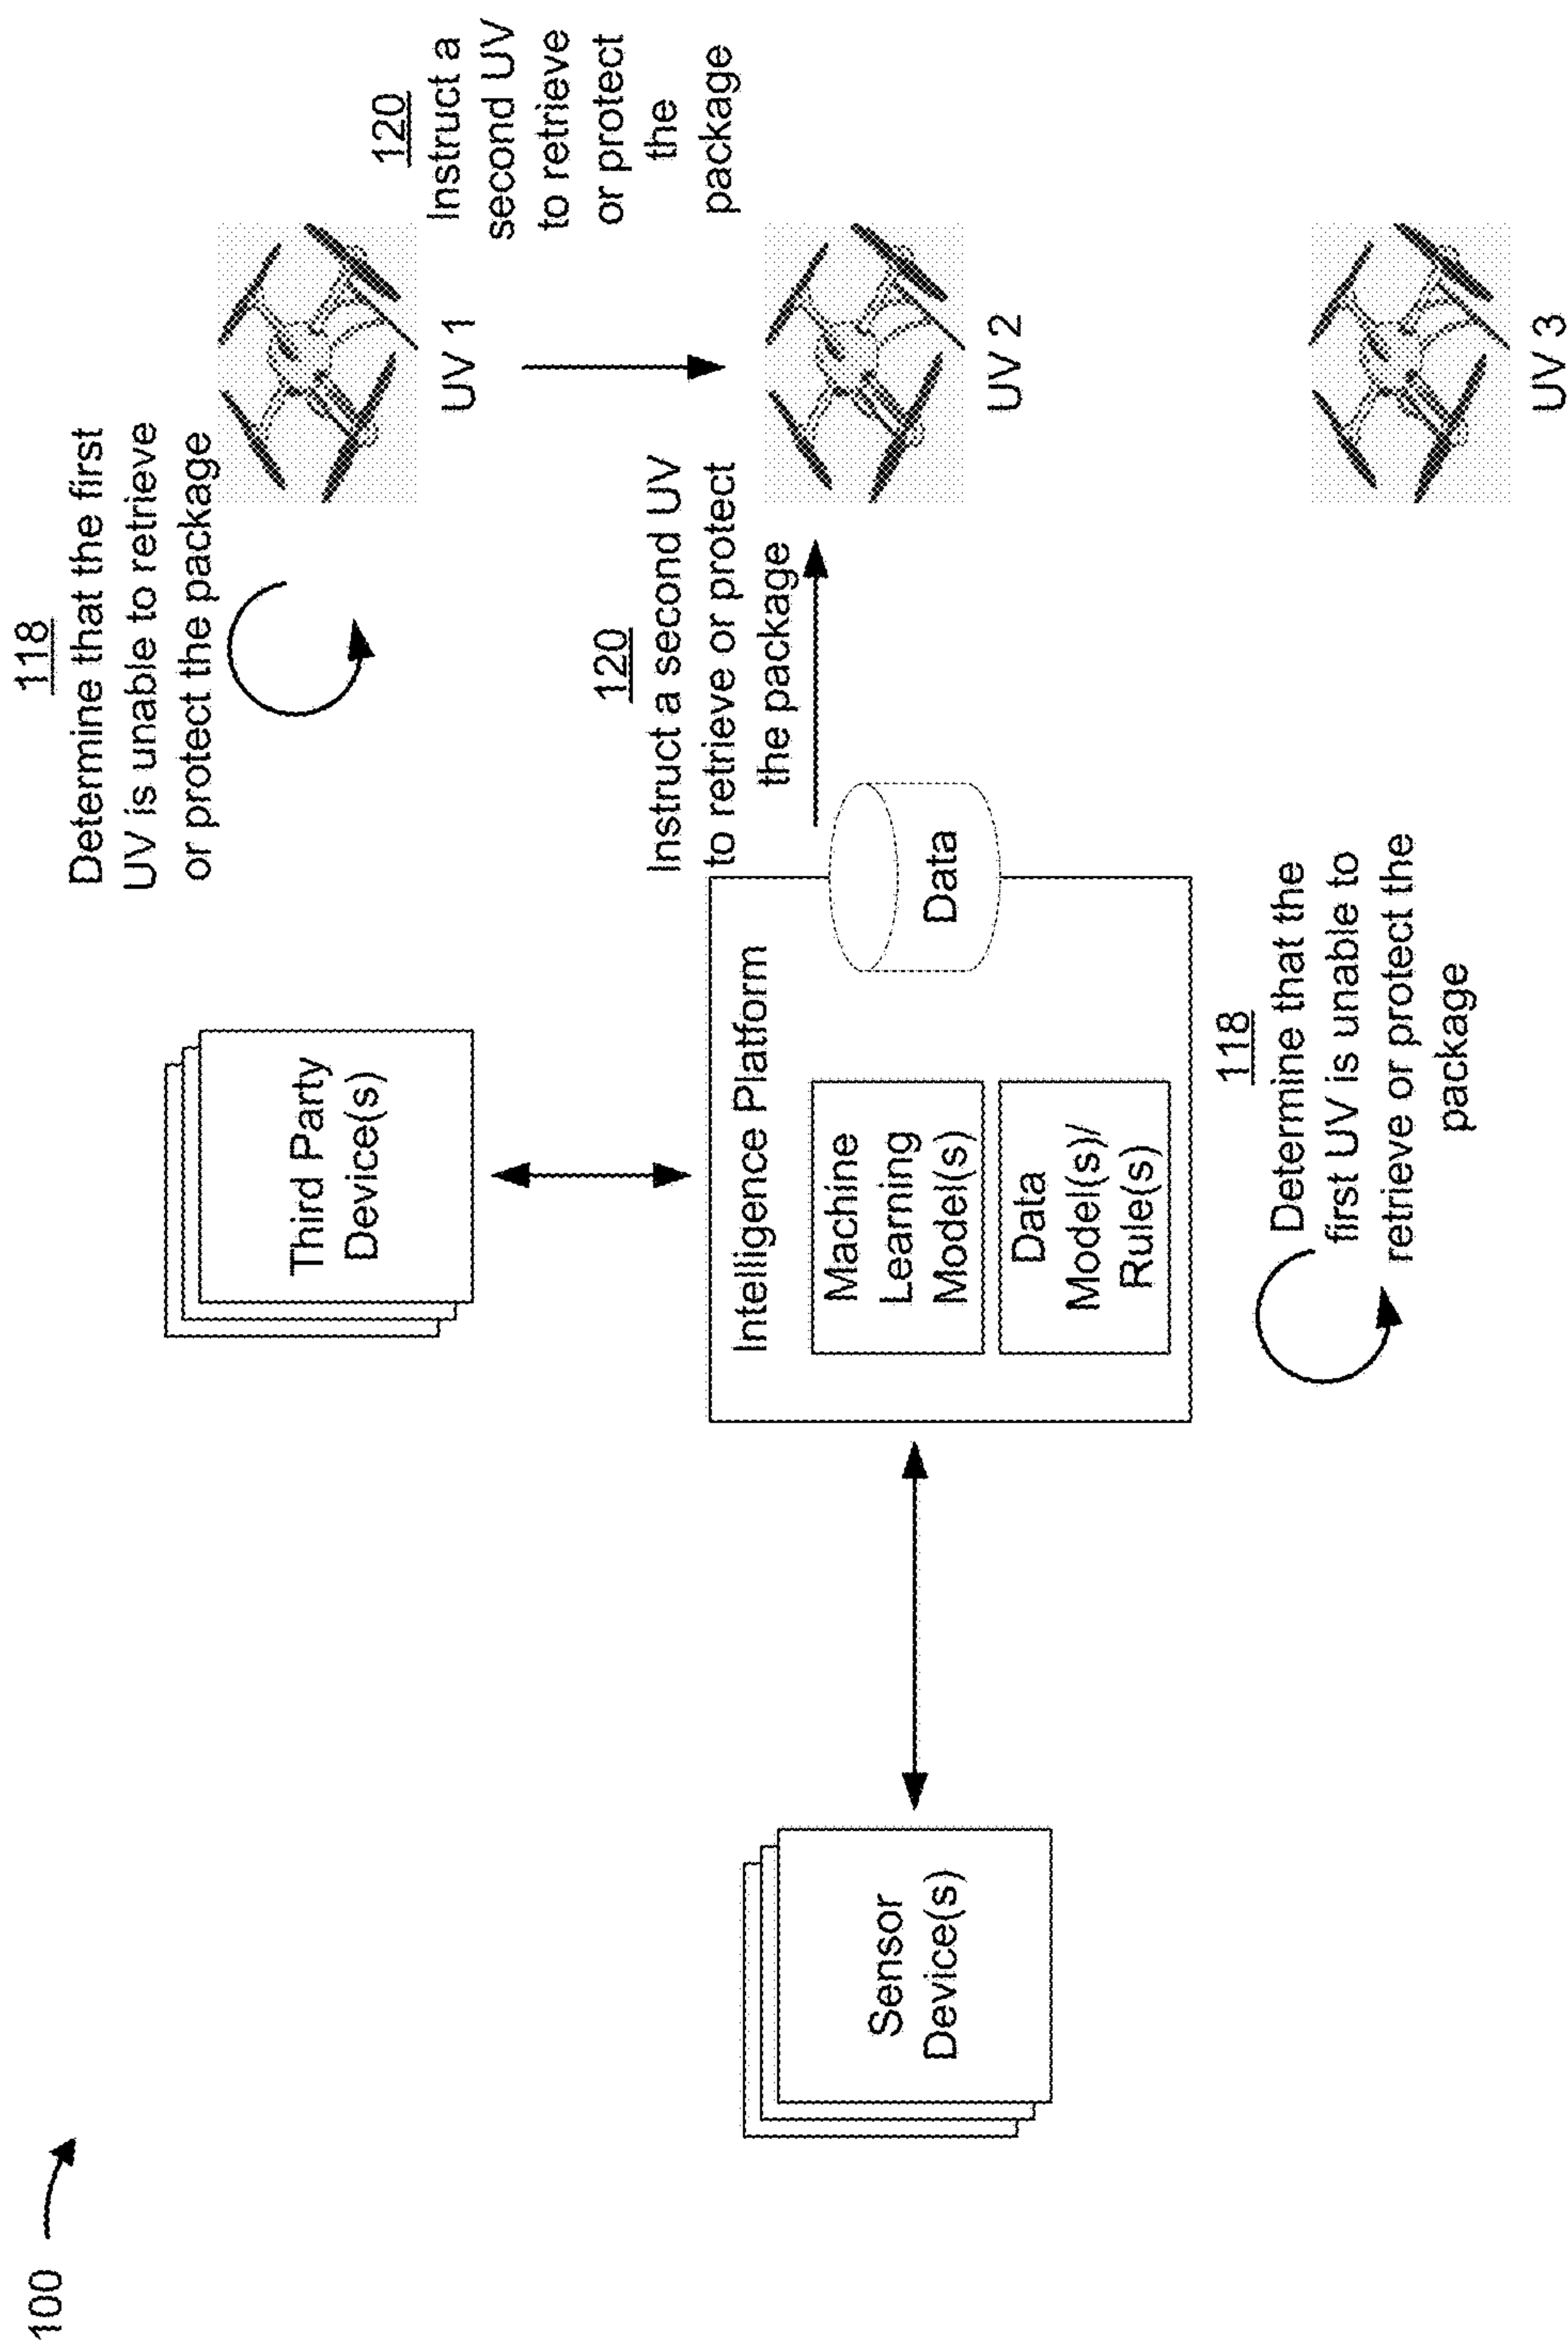 100
118
Determine that the first
UV is unable to retrieve
or protect the package
120
Instruct a
second UV
to retrieve
or protect
the
package
UV 1
Third Party
Device(s)
120
Instruct a second UV
to retrieve or protect
the package
UV 2
Intelligence Platform
Machine
Learning
Model(s)
Data
Model(s)/
Rule(s)
Data
Sensor
Device(s)
118
Determine that the
first UV is unable to
retrieve or protect the
package
UV 3